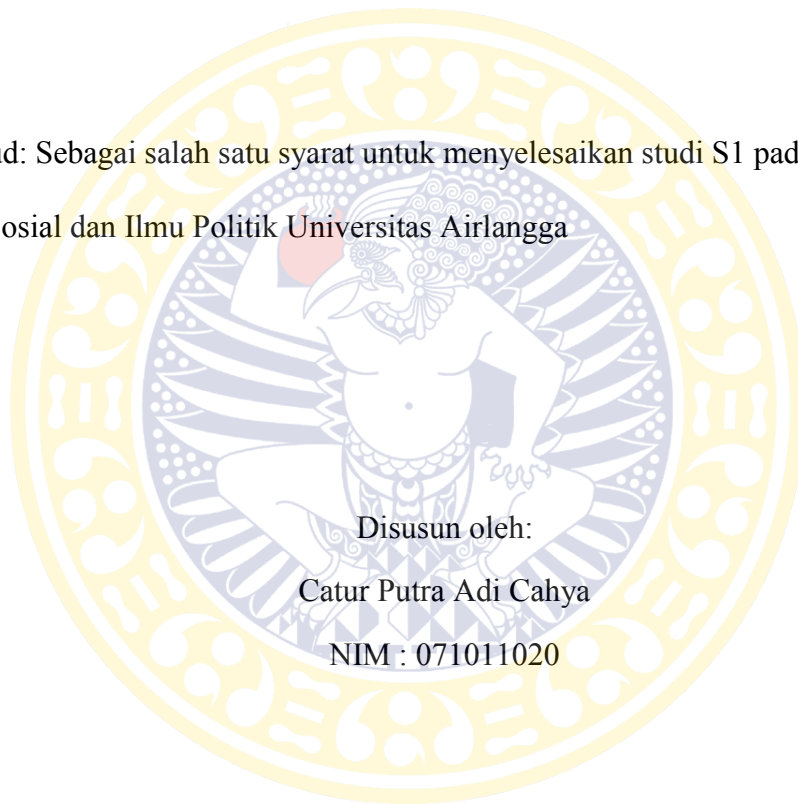 ud: Sebagai salah satu syarat untuk menyelesaikan studi S1 pad
osial dan Ilmu Politik Universitas Airlangga
Disusun oleh:
Catur Putra Adi Cahya
NIM : 071011020